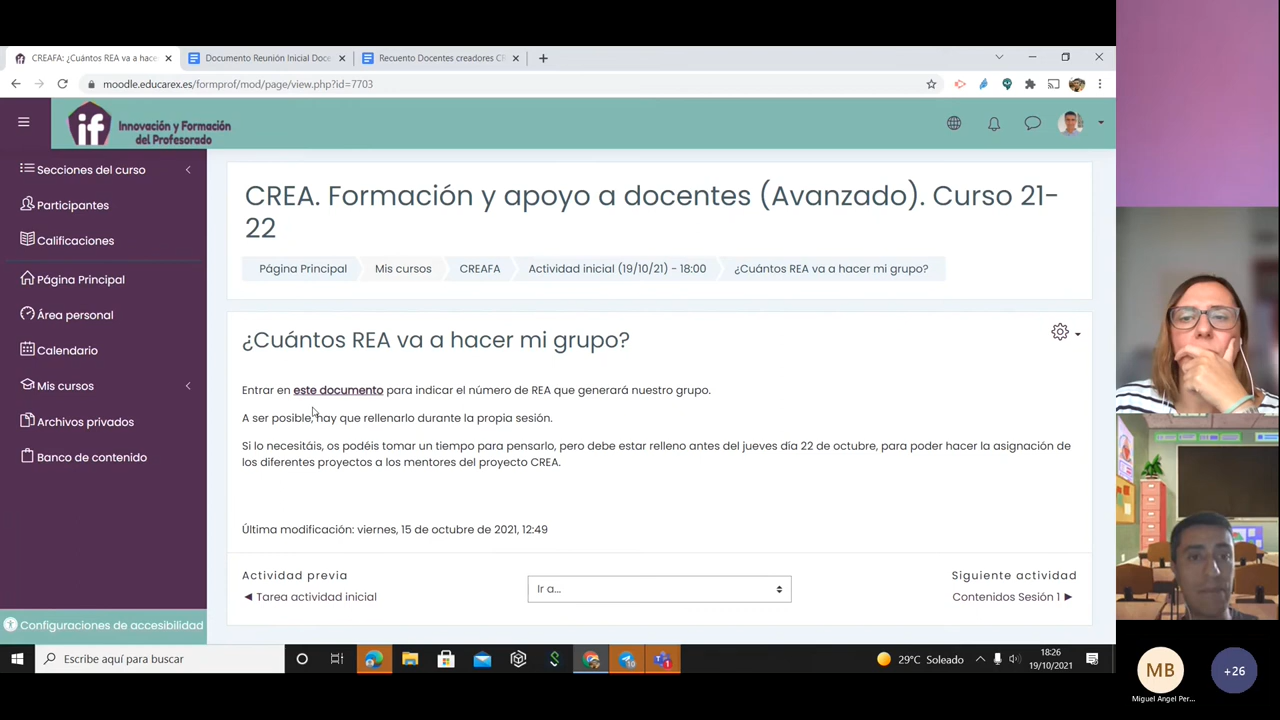 CREAFA: ¿Cuántos REA va a hace
Documento Reunión Inicial Doce
Recuento Docentes creadores CR
moodle.educarex.es/formprof/mod/page/view.php?id=7703
if Innovación y Formación
del Profesorado
Secciones del curso
Participantes
Calificaciones
Página Principal
Área personal
Calendario
Mis cursos
Archivos privados
Banco de contenido
Configuraciones de accesibilidad
CREA. Formación y apoyo a docentes (Avanzado). Curso 21-
22
Página Principal Mis cursos CREAFA Actividad inicial (19/10/21) - 18:00 ¿Cuántos REA va a hacer mi grupo?
¿Cuántos REA va a hacer mi grupo?
Entrar en este documento para indicar el número de REA que generará nuestro grupo.
A ser posible, hay que rellenarlo durante la propia sesión.
Si lo necesitáis, os podéis tomar un tiempo para pensarlo, pero debe estar relleno antes del jueves día 22 de octubre, para poder hacer la asignación de
los diferentes proyectos a los mentores del proyecto CREA.
Última modificación: viernes, 15 de octubre de 2021, 12:49
Actividad previa
◀ Tarea actividad inicial
Ir a...
Siguiente actividad
Contenidos Sesión 1 ▶
Escribe aquí para buscar
29°C Soleado
18:26
19/10/2021
MB
Miguel Angel Per...
+26